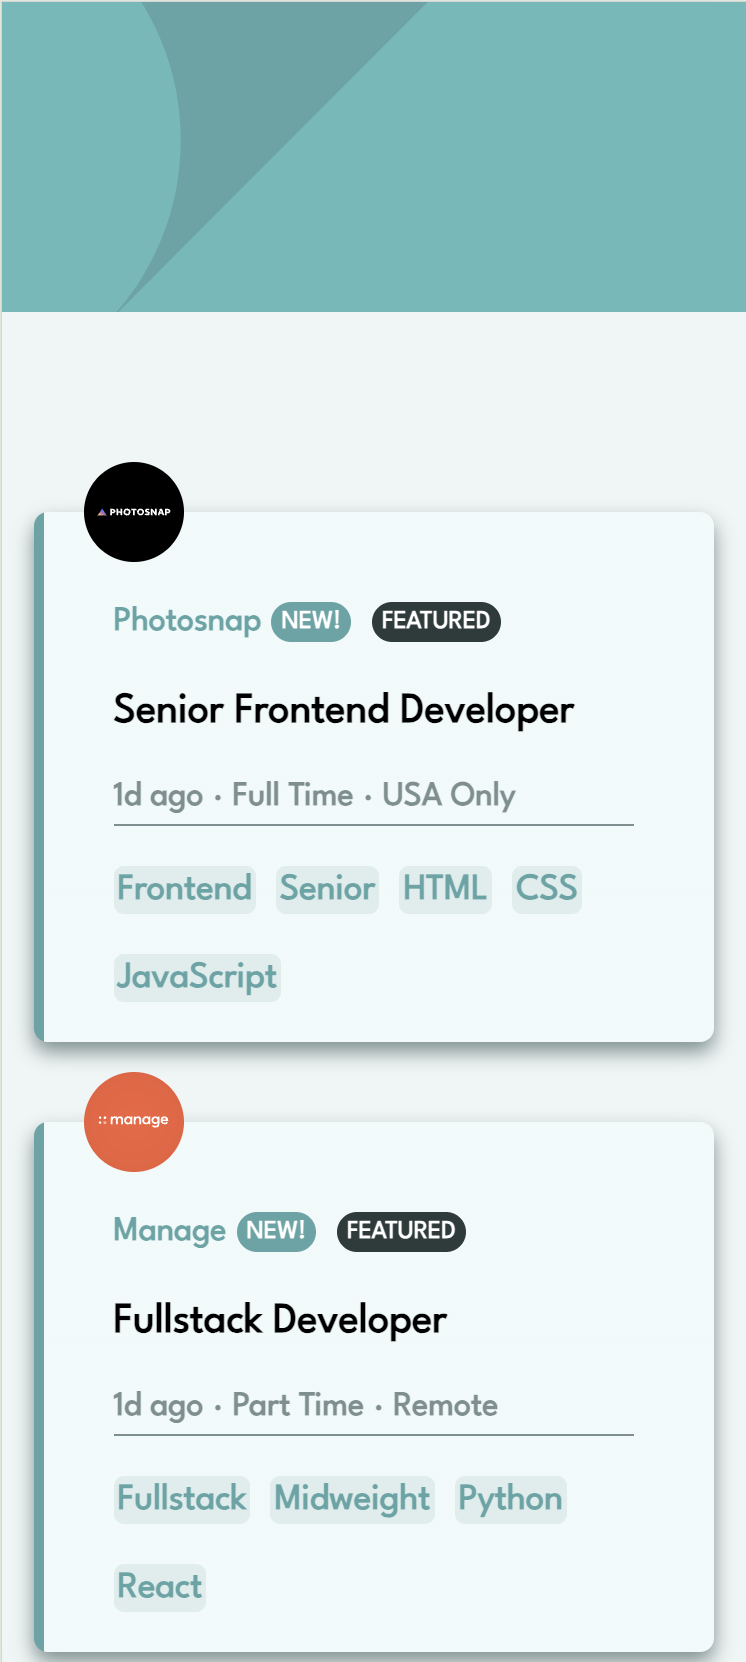 PHOTOSNAP
Photosnap NEW! FEATURED
Senior Frontend Developer
1d ago · Full Time · USA Only
Frontend Senior HTML CSS
JavaScript
:: manage
Manage NEW! FEATURED
Fullstack Developer
1d ago · Part Time · Remote
Fullstack Midweight Python
React